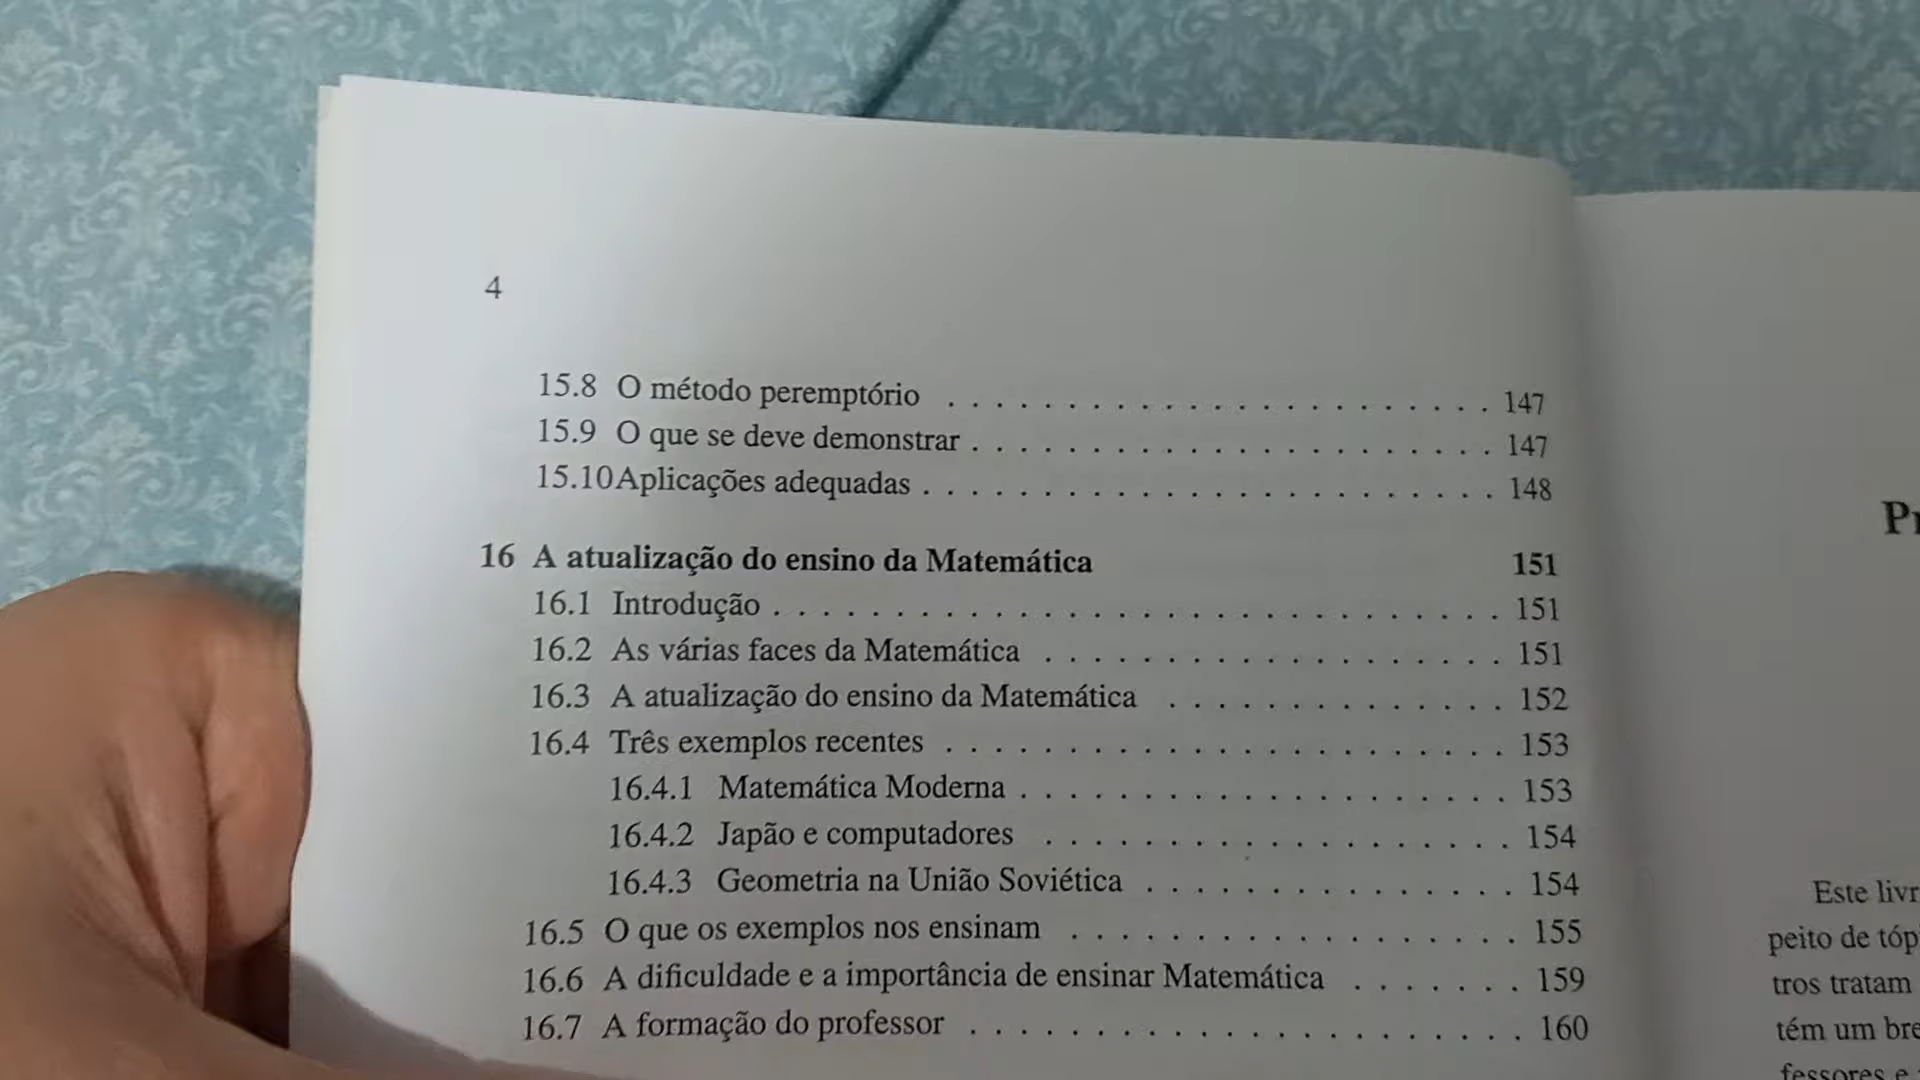 4
15.8 O método peremptório . . . . . . . . . . . . . . . . . . . . . . . 147
15.9 O que se deve demonstrar . . . . . . . . . . . . . . . . . . . . . . 147
15.10Aplicações adequadas . . . . . . . . . . . . . . . . . . . . . . . . 148
16 A atualização do ensino da Matemática 151
16.1 Introdução . . . . . . . . . . . . . . . . . . . . . . . . . . . . . . 151
16.2 As várias faces da Matemática . . . . . . . . . . . . . . . . . . . 151
16.3 A atualização do ensino da Matemática . . . . . . . . . . . . . . 152
16.4 Três exemplos recentes . . . . . . . . . . . . . . . . . . . . . . . 153
16.4.1 Matemática Moderna . . . . . . . . . . . . . . . . . . . . . 153
16.4.2 Japão e computadores . . . . . . . . . . . . . . . . . . . . 154
16.4.3 Geometria na União Soviética . . . . . . . . . . . . . . . . 154
16.5 O que os exemplos nos ensinam . . . . . . . . . . . . . . . . . . . 155
16.6 A dificuldade e a importância de ensinar Matemática . . . . . . . 159
16.7 A formação do professor . . . . . . . . . . . . . . . . . . . . . . . 160
Este
peito de
tros tratam
tém um
fessores e